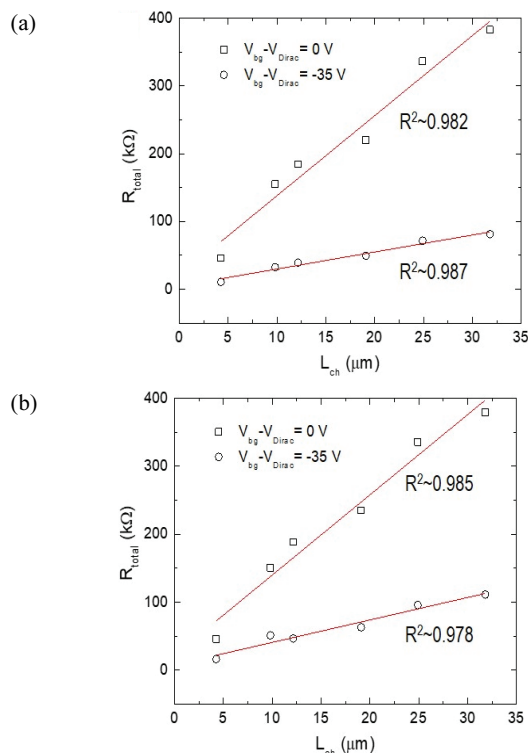 (a)
400
300
200
100
0
R_total (kΩ)
V_bg-V_Dirac= 0 V
V_bg-V_Dirac= -35 V
R²~0.982
R²~0.987
0 5 10 15 20 25 30 35
L_ch (μm)
(b)
400
300
200
100
0
R_total (kΩ)
V_bg-V_Dirac= 0 V
V_bg-V_Dirac= -35 V
R²~0.985
R²~0.978
0 5 10 15 20 25 30 35
L_ch (μm)